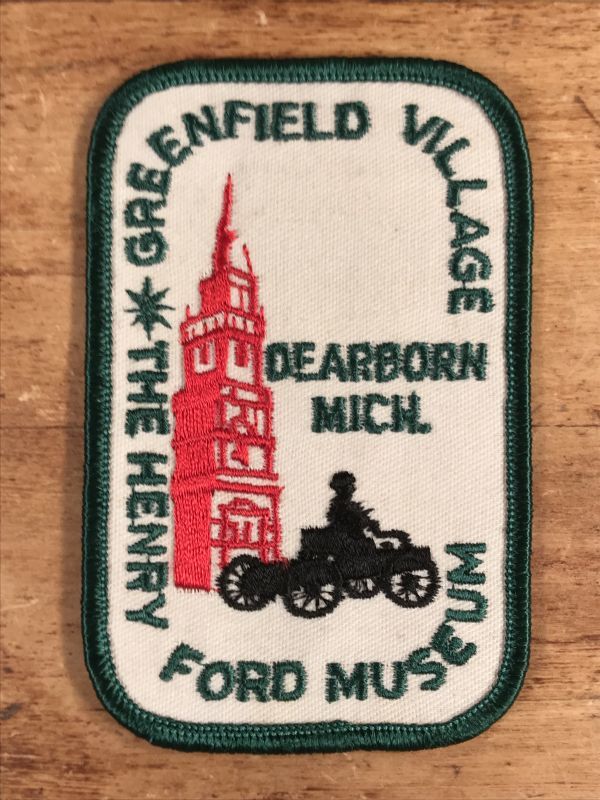 GREENFIELD VILLAGE
DEARBORN
MICH.
* THE HENRY
FORD MUSEUM